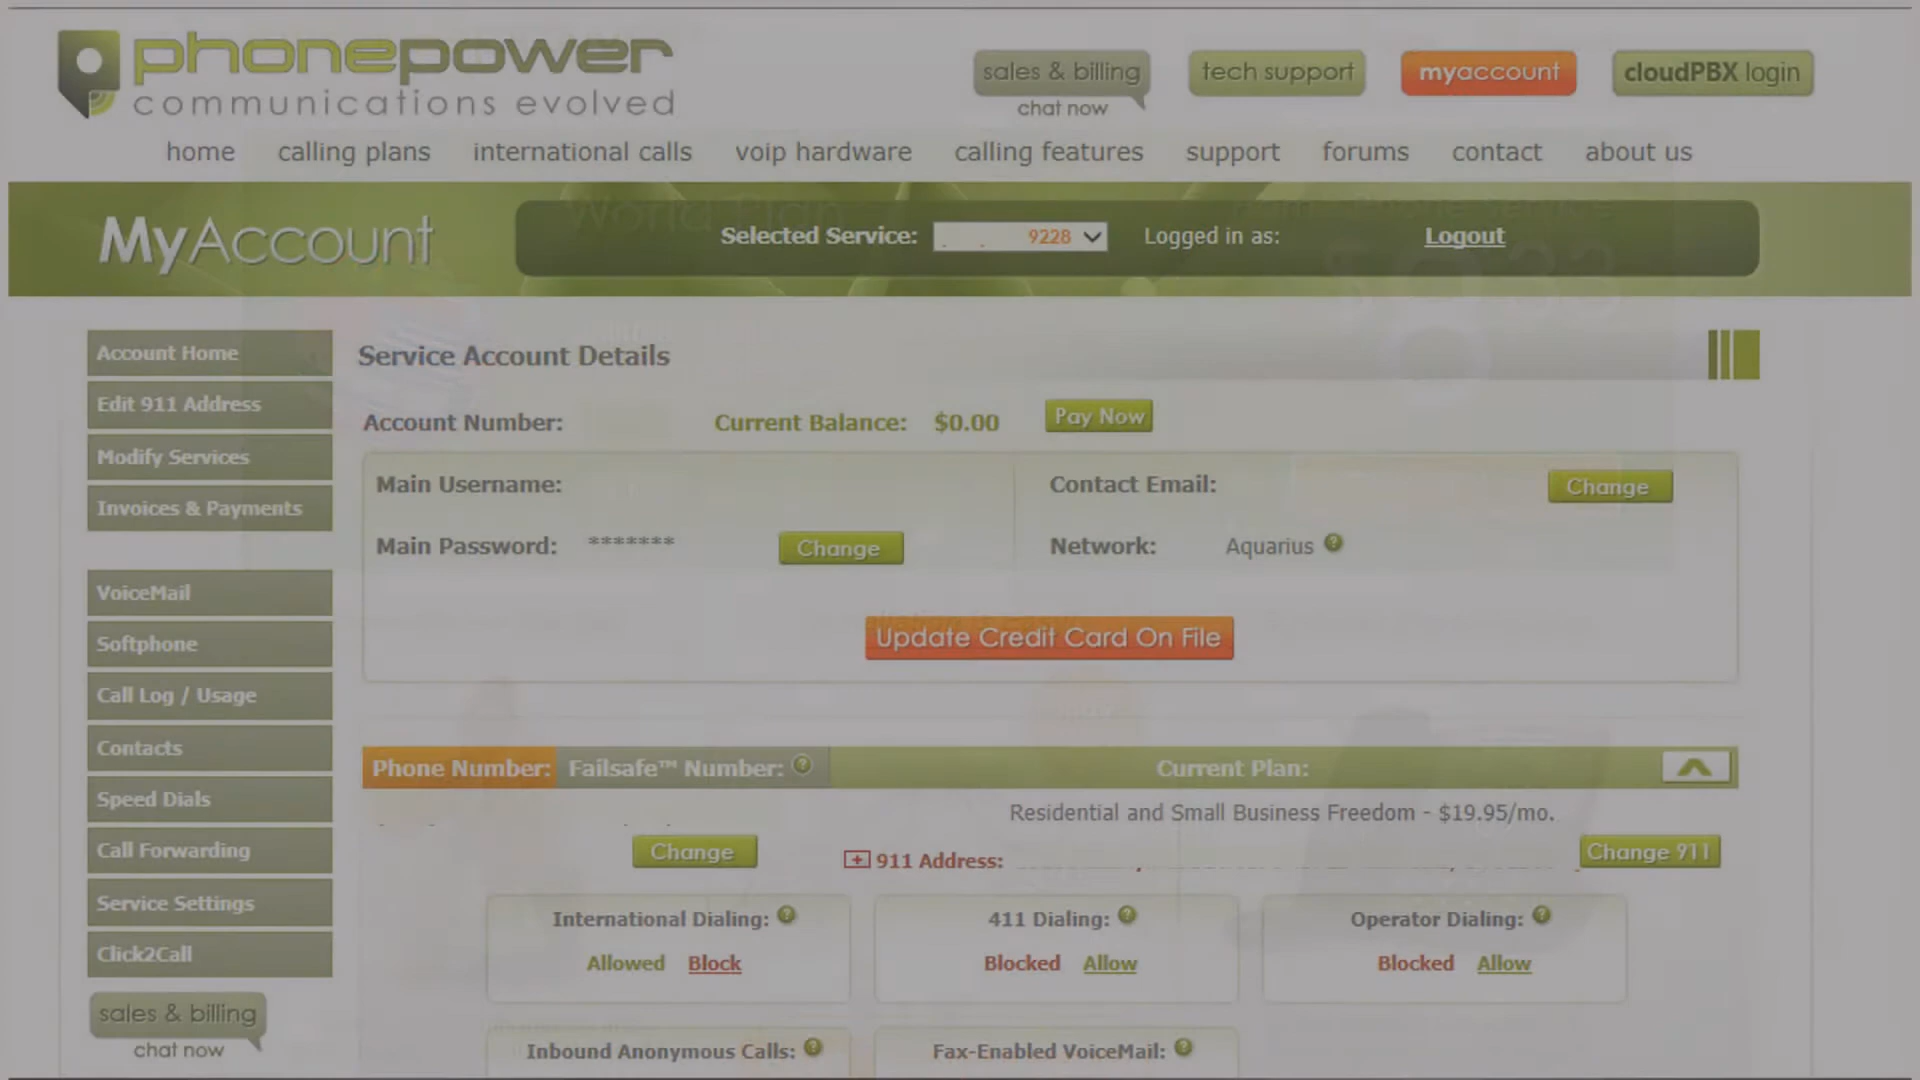 phonepower
communications evolved
sales & billing
chat now
tech support
myaccount
cloudPBX login
home calling plans international calls voip hardware calling features support forums contact about us
MyAccount
World Plan
Selected Service: 9228 Logged in as: Logout
Account Home
Edit 911 Address
Modify Services
Invoices & Payments
VoiceMail
Softphone
Call Log / Usage
Contacts
Speed Dials
Call Forwarding
Service Settings
Click2Call
sales & billing
chat now
Service Account Details
Account Number: Current Balance: $0.00 Pay Now
Main Username: Contact Email: Change
Main Password: ******* Change Network: Aquarius ?
Update Credit Card On File
Phone Number: Failsafe™ Number: ? Current Plan:
Residential and Small Business Freedom - $19.95/mo.
Change + 911 Address: Change 911
International Dialing: ? 411 Dialing: ? Operator Dialing: ?
Allowed Block Blocked Allow Blocked Allow
Inbound Anonymous Calls: ? Fax-Enabled VoiceMail: ?